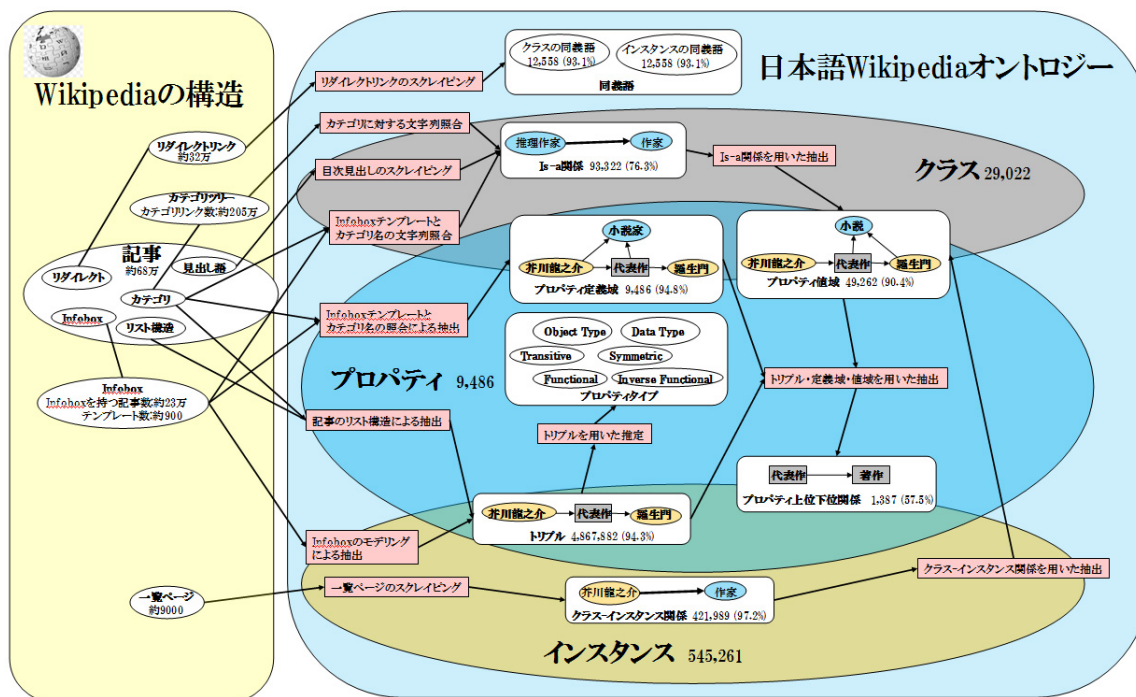 Wikipediaの構造
リダイレクトリンク
約32万
カテゴリツリー
カテゴリリンク数:約205万
記事
約68万
リダイレクト
見出し語
カテゴリ
Infobox
リスト構造
Infobox
Infoboxを持つ記事数:約23万
テンプレート数:約900
一覧ページ
約9000
日本語Wikipediaオントロジー
クラスの同義語
12,558 (93.1%)
インスタンスの同義語
12,558 (93.1%)
同義語
リダイレクトリンクのスクレイピング
カテゴリに対する文字列照合
目次見出しのスクレイピング
Infoboxテンプレートと
カテゴリ名の文字列照合
Infoboxテンプレートと
カテゴリ名の照合による抽出
記事のリスト構造による抽出
Infoboxのモデリング
による抽出
一覧ページのスクレイピング
推理作家
作家
Is-a関係 93,322 (76.3%)
Is-a関係を用いた抽出
クラス 29,022
小説家
芥川龍之介
代表作
羅生門
プロパティ定義域
9,486 (94.8%)
小説
芥川龍之介
代表作
羅生門
プロパティ値域 49,262 (90.4%)
Object Type
Data Type
Transitive
Symmetric
Functional
Inverse Functional
プロパティタイプ
プロパティ 9,486
トリプル・定義域・値域を用いた抽出
トリプルを用いた推定
代表作
著作
プロパティ上位下位関係 1,387 (57.5%)
芥川龍之介
代表作
羅生門
トリプル 4,867,882 (94.3%)
クラス-インスタンス関係を用いた抽出
芥川龍之介
作家
クラス-インスタンス関係 421,989 (97.2%)
インスタンス 545,261